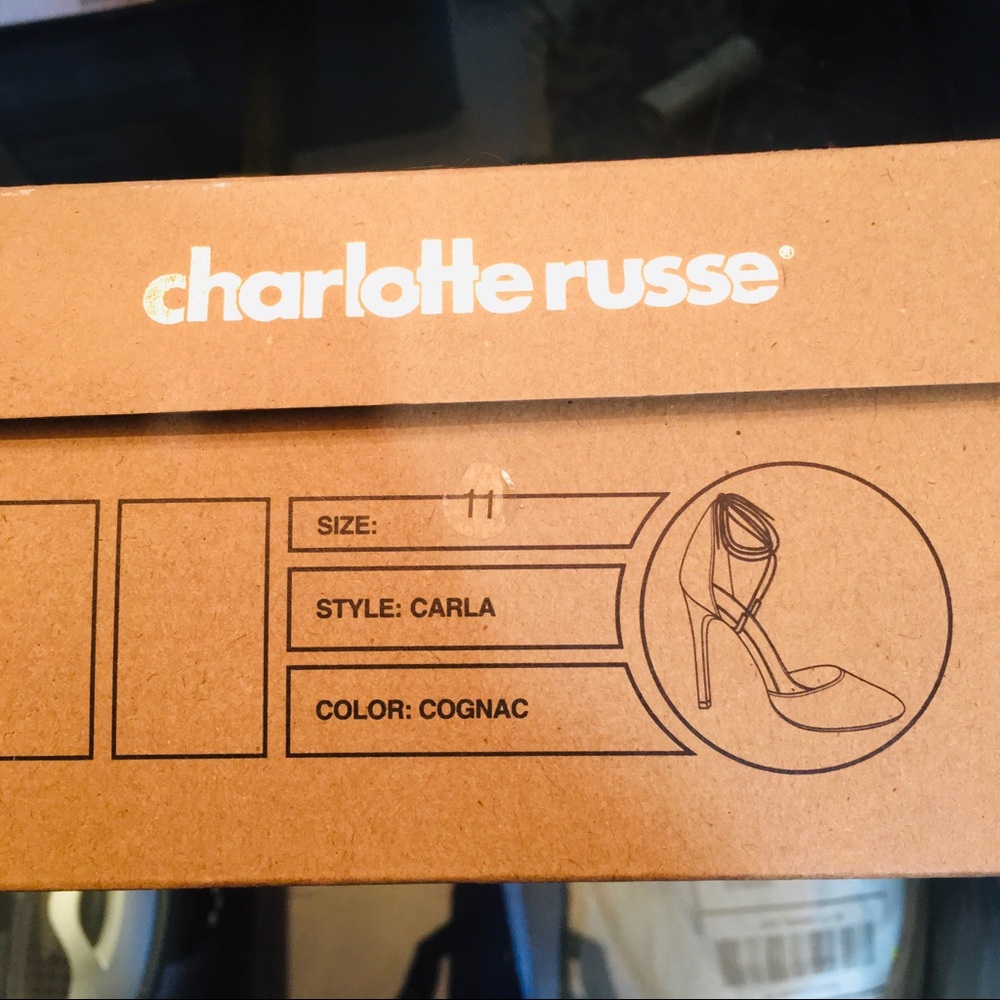 charlotte russe®
SIZE: 11
STYLE: CARLA
COLOR: COGNAC